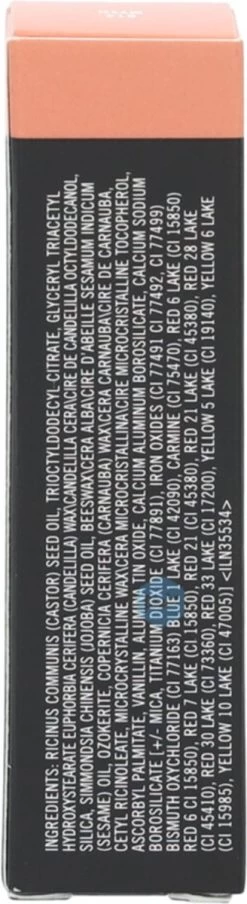 INGREDIENTS: RICINUS COMMUNIS (CASTOR) SEED OIL, TRIOCTYLDODECYL CITRATE, GLYCERYL TRIACETYL
HYDROXYSTEARATE EUPHORBIA CERIFERA (CANDELILLA) WAX\CANDELILLA CERA\CIRE DE CANDELILLA OCTYLDODECANOL,
SILICA, SIMMONDSIA CHINENSIS (JOJOBA) SEED OIL, BEESWAX\CERA ALBA\CIRE D'ABEILLE SESAMUM INDICUM
(SESAME) OIL OZOKERITE, COPERNICIA CERIFERA (CARNAUBA) WAX\CERA CARNAUBA\CIRE DE CARNAUBA,
CETYL RICINOLEATE, MICROCRYSTALLINE WAX\CERA MICROCRISTALLINA\CIRE MICROCRISTALLINE TOCOPHEROL,
ASCORBYL PALMITATE, VANILLIN, ALUMINA, TIN OXIDE, CALCIUM ALUMINUM BOROSILICATE, CALCIUM SODIUM
BOROSILICATE [+/- MICA, TITANIUM DIOXIDE (CI 77891), IRON OXIDES (CI 77491 CI 77492, CI 77499)
BISMUTH OXYCHLORIDE (CI 77163) BLUE 1 LAKE (CI 42090), CARMINE (CI 75470), RED 6 LAKE (CI 15850)
RED 6 (CI 15850), RED 7 LAKE (CI 15850), RED 21 (CI 45380), RED 21 LAKE (CI 45380), RED 28 LAKE
(CI 45410), RED 30 LAKE (CI 73360), RED 33 LAKE (CI 17200), YELLOW 5 LAKE (CI 19140), YELLOW 6 LAKE
(CI 15985), YELLOW 10 LAKE (CI 47005)] <ILN35534>